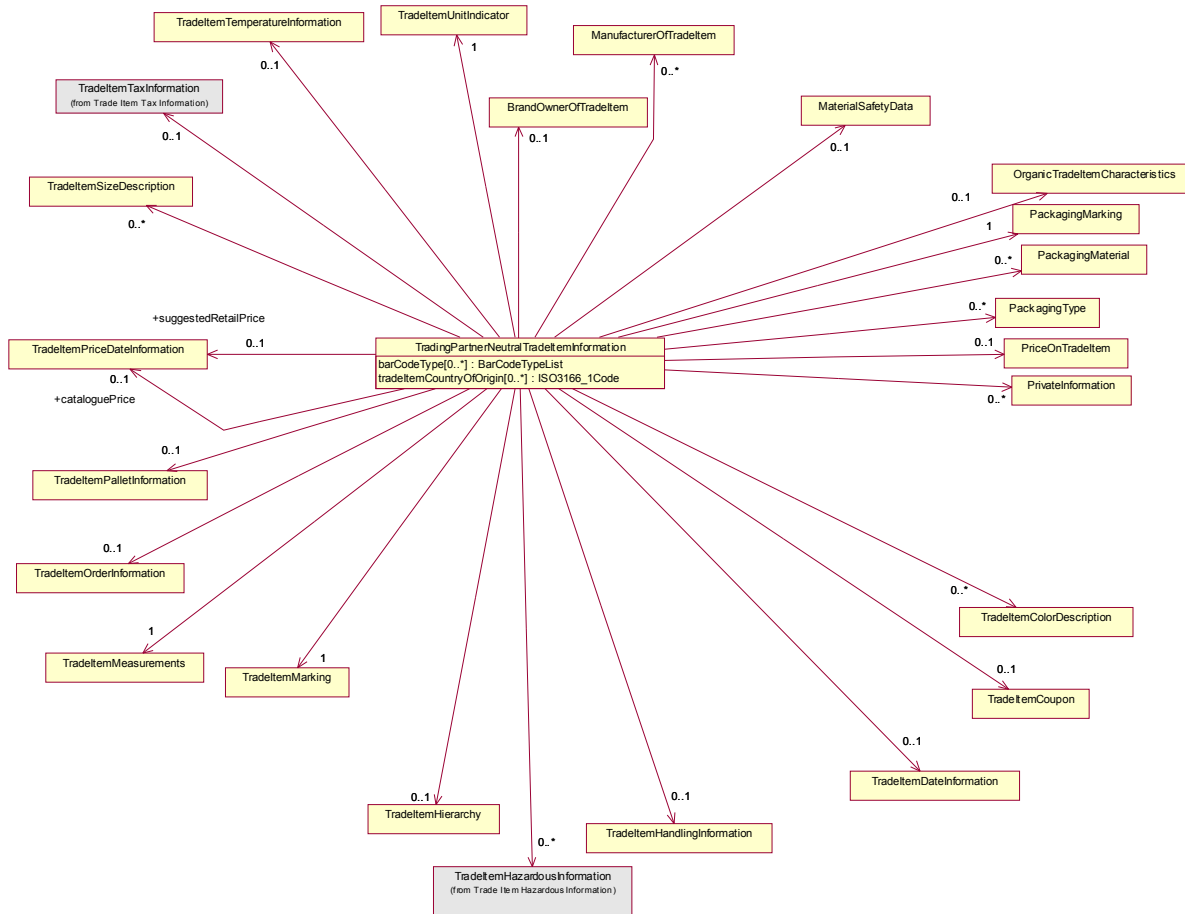 TradeItemUnitIndicator
1
TradeItemTemperatureInformation
0..1
ManufacturerOfTradeItem
0..*
TradeItemTaxInformation
(from Trade Item Tax Information)
0..1
BrandOwnerOfTradeItem
0..1
MaterialSafetyData
0..1
OrganicTradeItemCharacteristics
0..1
TradeItemSizeDescription
0..*
PackagingMarking
1
PackagingMaterial
0..*
PackagingType
0..*
+suggestedRetailPrice
TradeItemPriceDateInformation
0..1
0..1
+cataloguePrice
TradingPartnerNeutralTradeItemInformation
barCodeType[0..*] : BarCodeTypeList
tradeItemCountryOfOrigin[0..*] : ISO3166_1Code
PriceOnTradeItem
0..1
PrivateInformation
0..*
0..1
TradeItemPalletInformation
0..1
TradeItemOrderInformation
0..*
TradeItemColorDescription
1
TradeItemMeasurements
1
TradeItemMarking
0..1
TradeItemCoupon
0..1
TradeItemDateInformation
0..1
TradeItemHierarchy
0..1
TradeItemHandlingInformation
0..*
TradeItemHazardousInformation
(from Trade Item Hazardous Information)